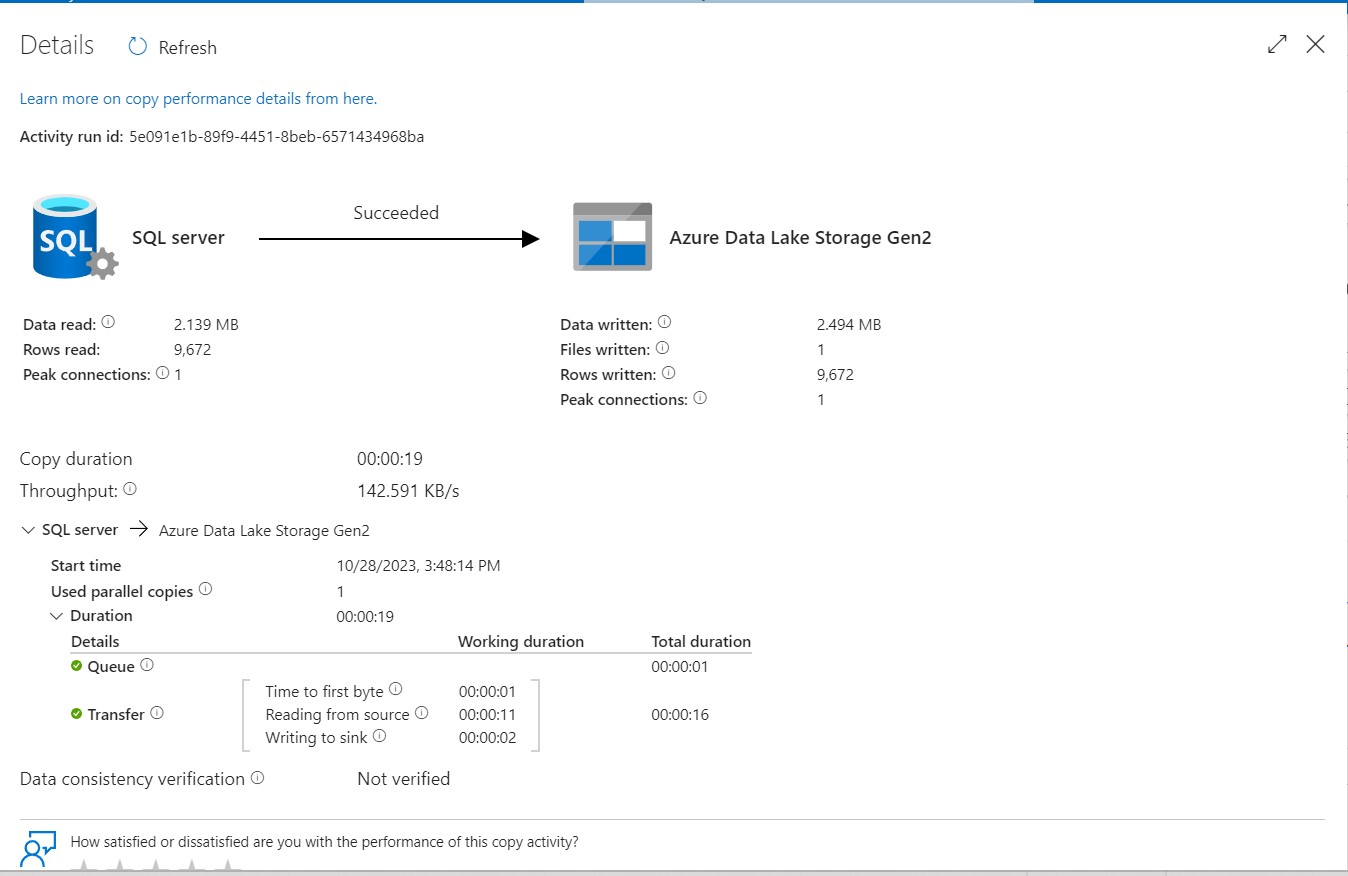 Details Refresh
Learn more on copy performance details from here.
Activity run id: 5e091e1b-89f9-4451-8beb-6571434968ba
Succeeded
SQL SQL server Azure Data Lake Storage Gen2
Data read: 2.139 MB Data written: 2.494 MB
Rows read: 9,672 Files written: 1
Peak connections: 1 Rows written: 9,672
Peak connections: 1
Copy duration 00:00:19
Throughput: 142.591 KB/s
SQL server → Azure Data Lake Storage Gen2
Start time 10/28/2023, 3:48:14 PM
Used parallel copies 1
Duration 00:00:19
Details Working duration Total duration
Queue 00:00:01
Time to first byte 00:00:01
Transfer Reading from source 00:00:11 00:00:16
Writing to sink 00:00:02
Data consistency verification Not verified
How satisfied or dissatisfied are you with the performance of this copy activity?